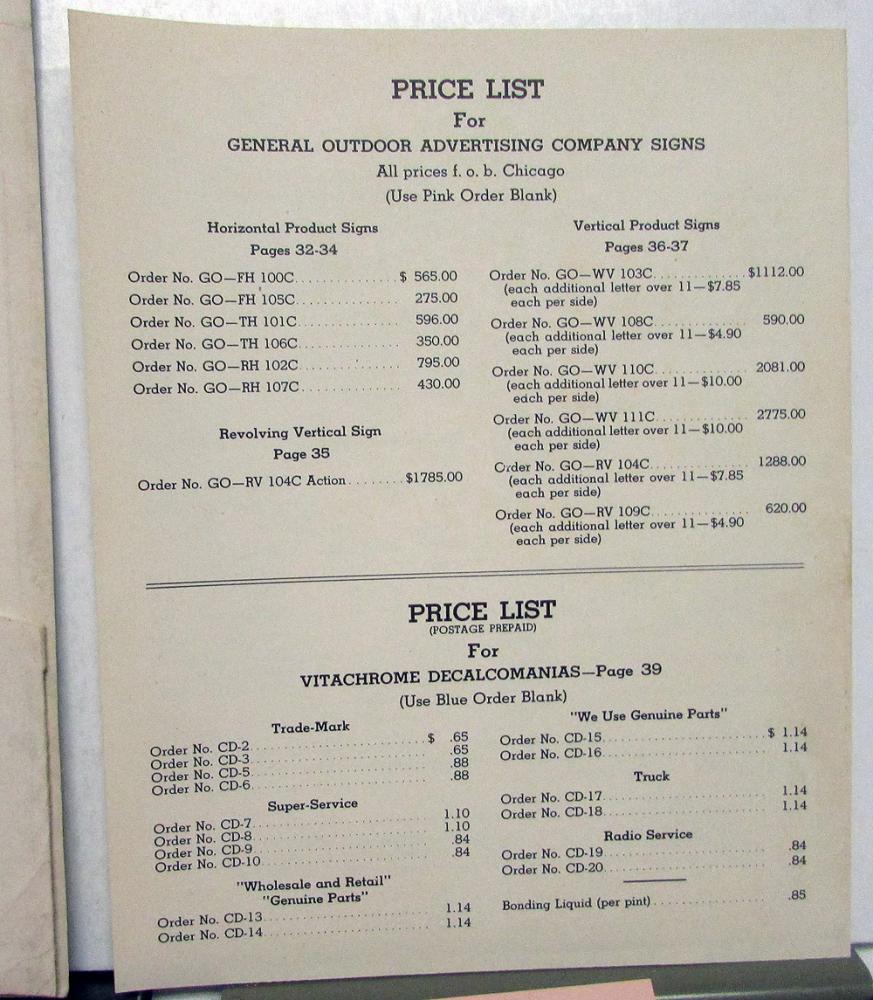 PRICE LIST
For
GENERAL OUTDOOR ADVERTISING COMPANY SIGNS
All prices f. o. b. Chicago
(Use Pink Order Blank)
Horizontal Product Signs
Pages 32-34
Order No. GO—FH 100C . . . . . . . . . . . . . . . $ 565.00
Order No. GO—FH 105C . . . . . . . . . . . . . . . 275.00
Order No. GO—TH 101C . . . . . . . . . . . . . . . 596.00
Order No. GO—TH 106C . . . . . . . . . . . . . . . 350.00
Order No. GO—RH 102C . . . . . . . . . . . . . . . 795.00
Order No. GO—RH 107C . . . . . . . . . . . . . . . 430.00
Revolving Vertical Sign
Page 35
Order No. GO—RV 104C Action . . . . . . . . $1785.00
Vertical Product Signs
Pages 36-37
Order No. GO—WV 103C . . . . . . . . . . . . . $1112.00
(each additional letter over 11—$7.85
each per side)
Order No. GO—WV 108C . . . . . . . . . . . . . 590.00
(each additional letter over 11—$4.90
each per side)
Order No. GO—WV 110C . . . . . . . . . . . . . 2081.00
(each additional letter over 11—$10.00
each per side)
Order No. GO—WV 111C . . . . . . . . . . . . . 2775.00
(each additional letter over 11—$10.00
each per side)
Order No. GO—RV 104C . . . . . . . . . . . . . 1288.00
(each additional letter over 11—$7.85
each per side)
Order No. GO—RV 109C . . . . . . . . . . . . . 620.00
(each additional letter over 11—$4.90
each per side)
PRICE LIST
(POSTAGE PREPAID)
For
VITACHROME DECALCOMANIAS—Page 39
(Use Blue Order Blank)
Trade-Mark
Order No. CD-2 . . . . . . . . . . . . . . . $ .65
Order No. CD-3 . . . . . . . . . . . . . . . .65
Order No. CD-5 . . . . . . . . . . . . . . . .88
Order No. CD-6 . . . . . . . . . . . . . . . .88
Super-Service
Order No. CD-7 . . . . . . . . . . . . . . . 1.10
Order No. CD-8 . . . . . . . . . . . . . . . 1.10
Order No. CD-9 . . . . . . . . . . . . . . . .84
Order No. CD-10 . . . . . . . . . . . . . . . .84
"Wholesale and Retail"
"Genuine Parts"
Order No. CD-13 . . . . . . . . . . . . . . . 1.14
Order No. CD-14 . . . . . . . . . . . . . . . 1.14
"We Use Genuine Parts"
Order No. CD-15 . . . . . . . . . . . . . . . $ 1.14
Order No. CD-16 . . . . . . . . . . . . . . . 1.14
Truck
Order No. CD-17 . . . . . . . . . . . . . . . 1.14
Order No. CD-18 . . . . . . . . . . . . . . . 1.14
Radio Service
Order No. CD-19 . . . . . . . . . . . . . . . .84
Order No. CD-20 . . . . . . . . . . . . . . . .84
Bonding Liquid (per pint) . . . . . . . . . . . .85